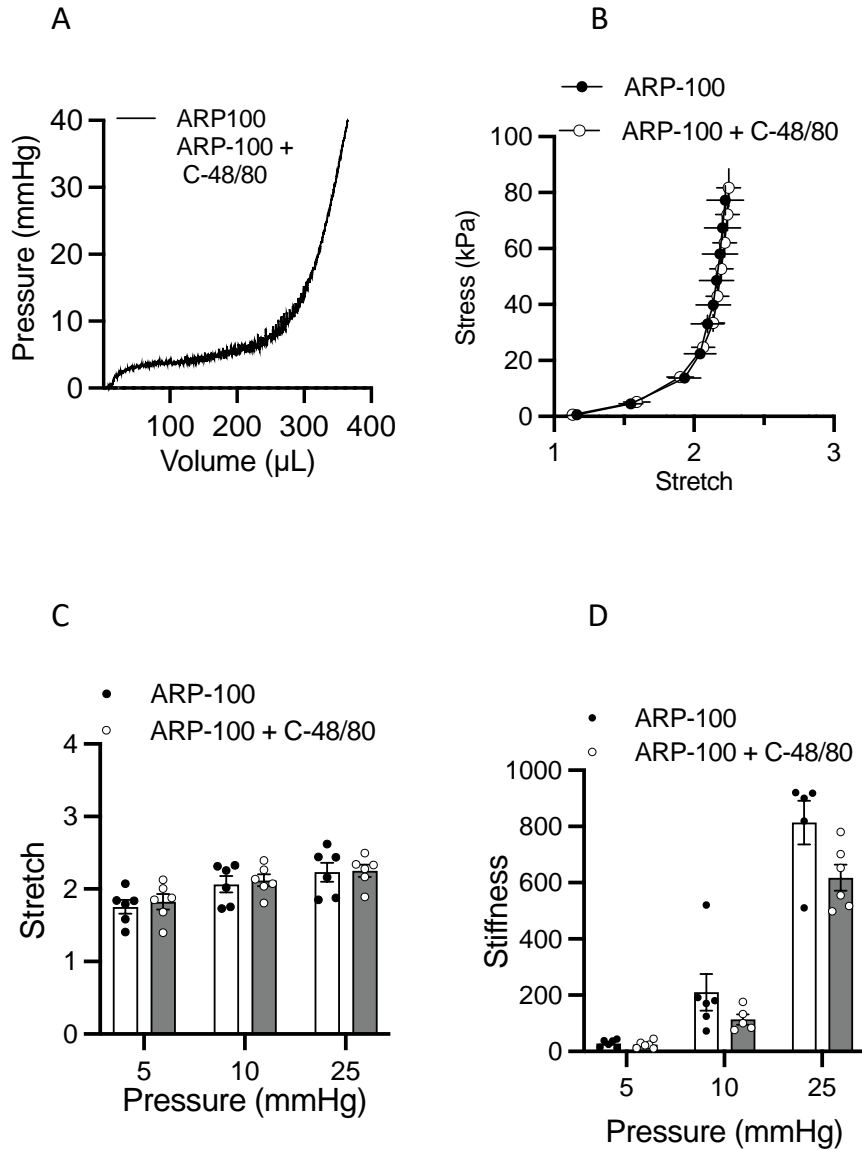 A
ARP100
ARP-100 +
C-48/80
Pressure (mmHg)
40
30
20
10
0
100 200 300 400
Volume (µL)
B
ARP-100
ARP-100 + C-48/80
Stress (kPa)
100
80
60
40
20
0
1 2 3
Stretch
C
ARP-100
ARP-100 + C-48/80
Stretch
4
3
2
1
0
5 10 25
Pressure (mmHg)
D
ARP-100
ARP-100 + C-48/80
Stiffness
1000
800
600
400
200
0
5 10 25
Pressure (mmHg)